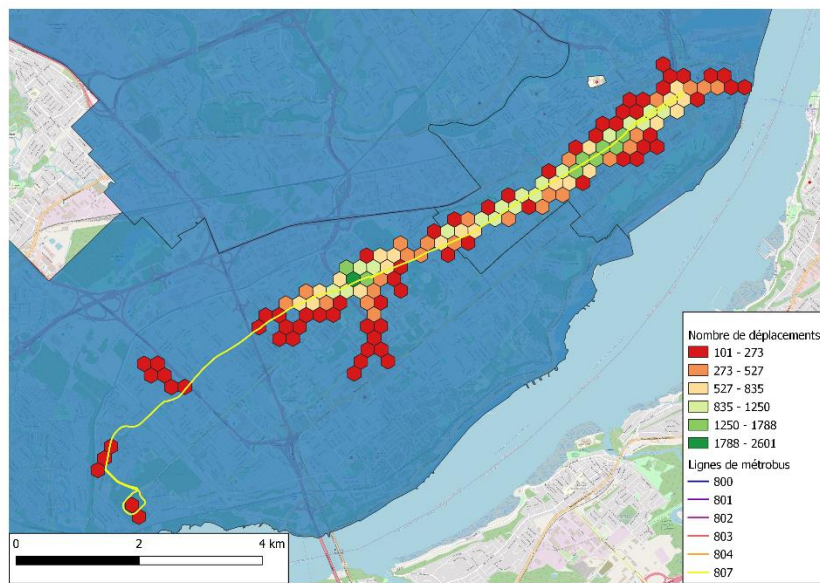 Nombre de déplacements
101 - 273
273 - 527
527 - 835
835 - 1250
1250 - 1788
1788 - 2601
Lignes de métrobus
800
801
802
803
804
807
0 2 4 km